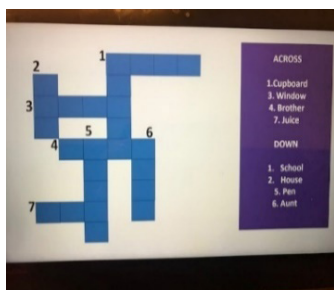 1
2
3
4
5
6
7
ACROSS
1.Cupboard
3. Window
4. Brother
7. Juice
DOWN
1. School
2. House
5. Pen
6. Aunt